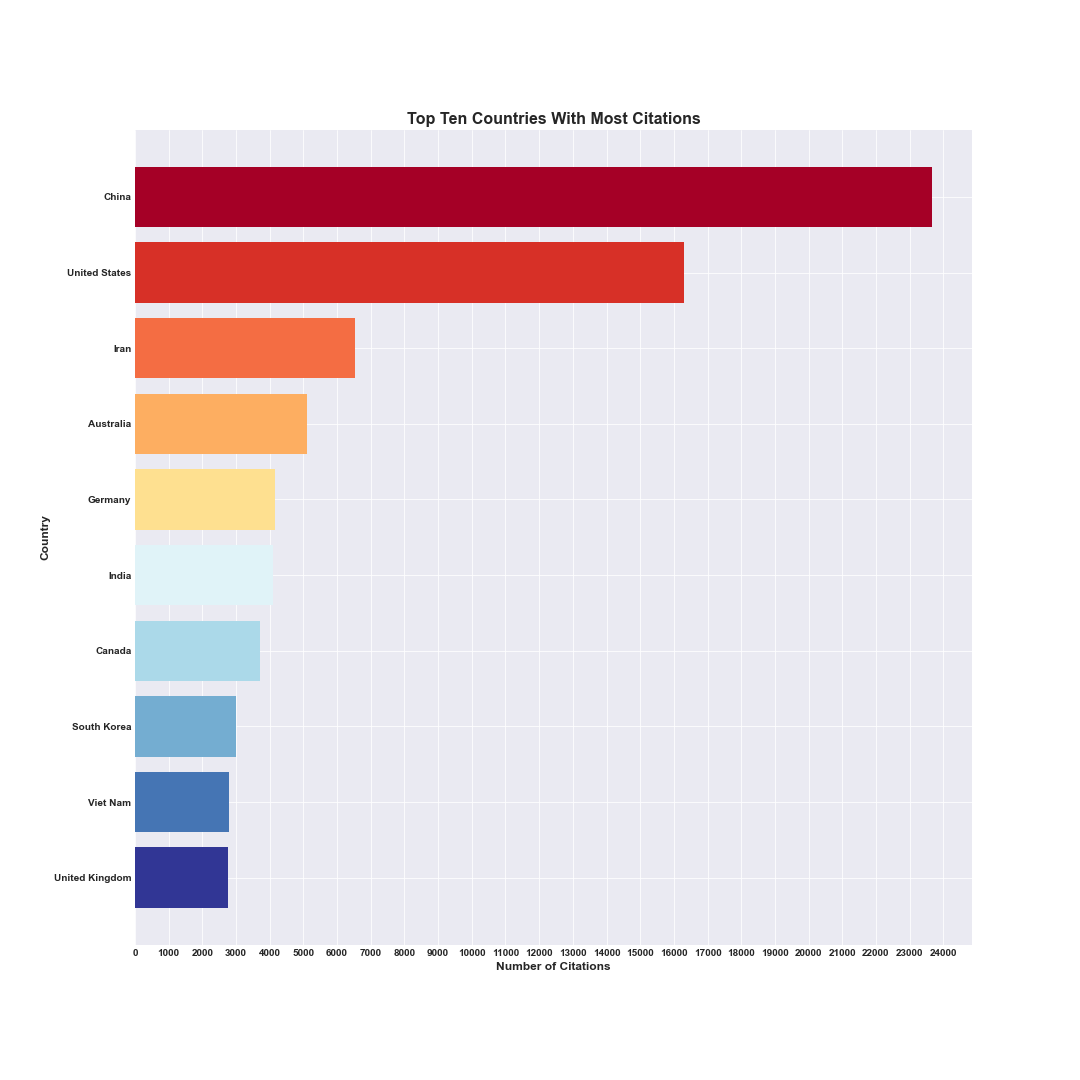 Top Ten Countries With Most Citations
China
United States
Iran
Australia
Germany
India
Canada
South Korea
Viet Nam
United Kingdom
Country
0 1000 2000 3000 4000 5000 6000 7000 8000 9000 10000 11000 12000 13000 14000 15000 16000 17000 18000 19000 20000 21000 22000 23000 24000
Number of Citations